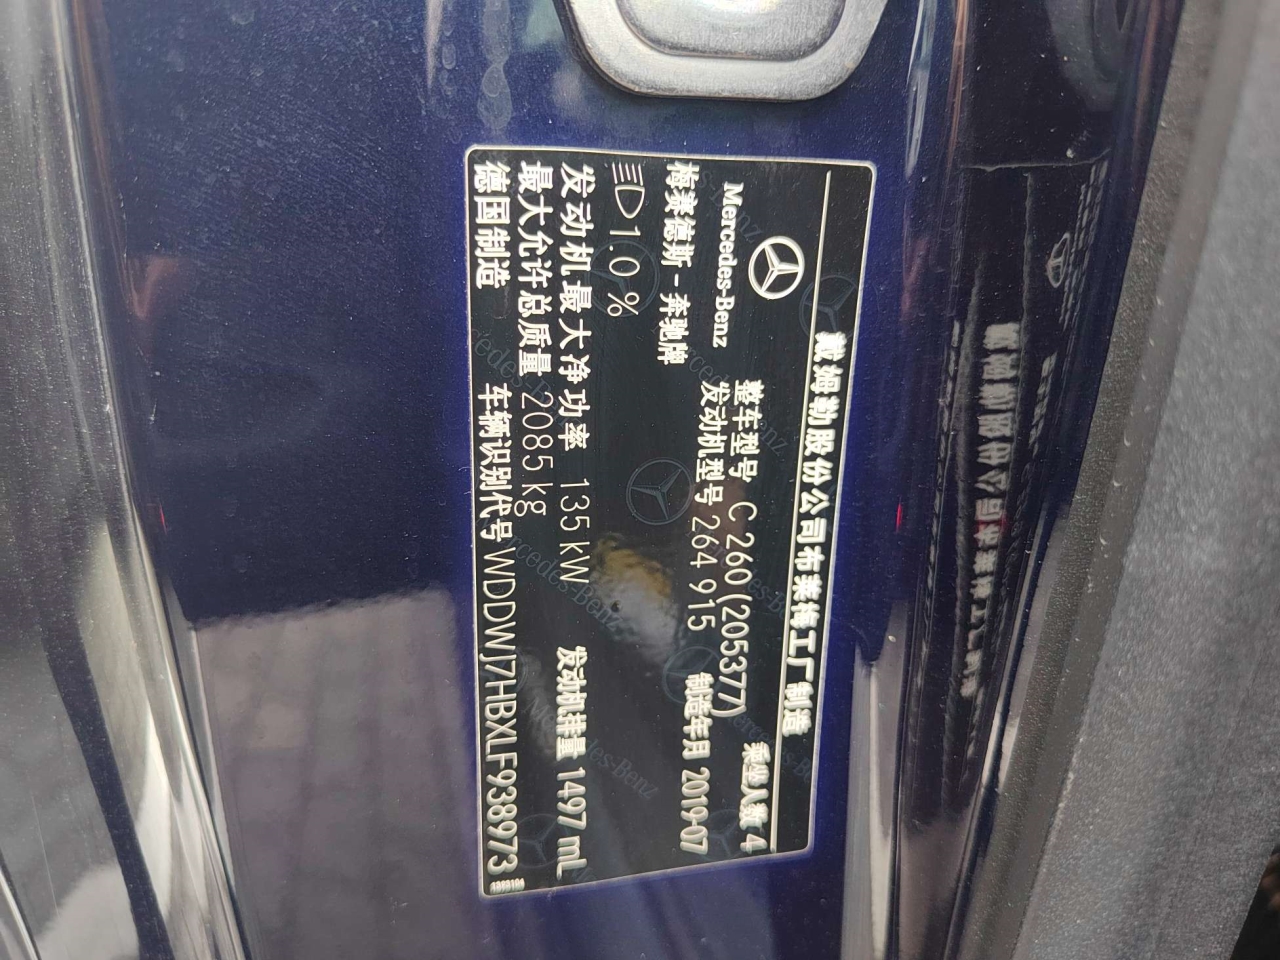 戴姆勒股份公司布莱梅工厂制造
Mercedes-Benz
梅赛德斯-奔驰牌
整车型号 C 260(205377) 乘坐人数 4
发动机型号 264 915 制造年月 2019-07
1.0 %
发动机最大净功率 135 kW 发动机排量 1497 mL
最大允许总质量 2085 kg
德国制造 车辆识别代号 WDDWJ7HBXLF938973